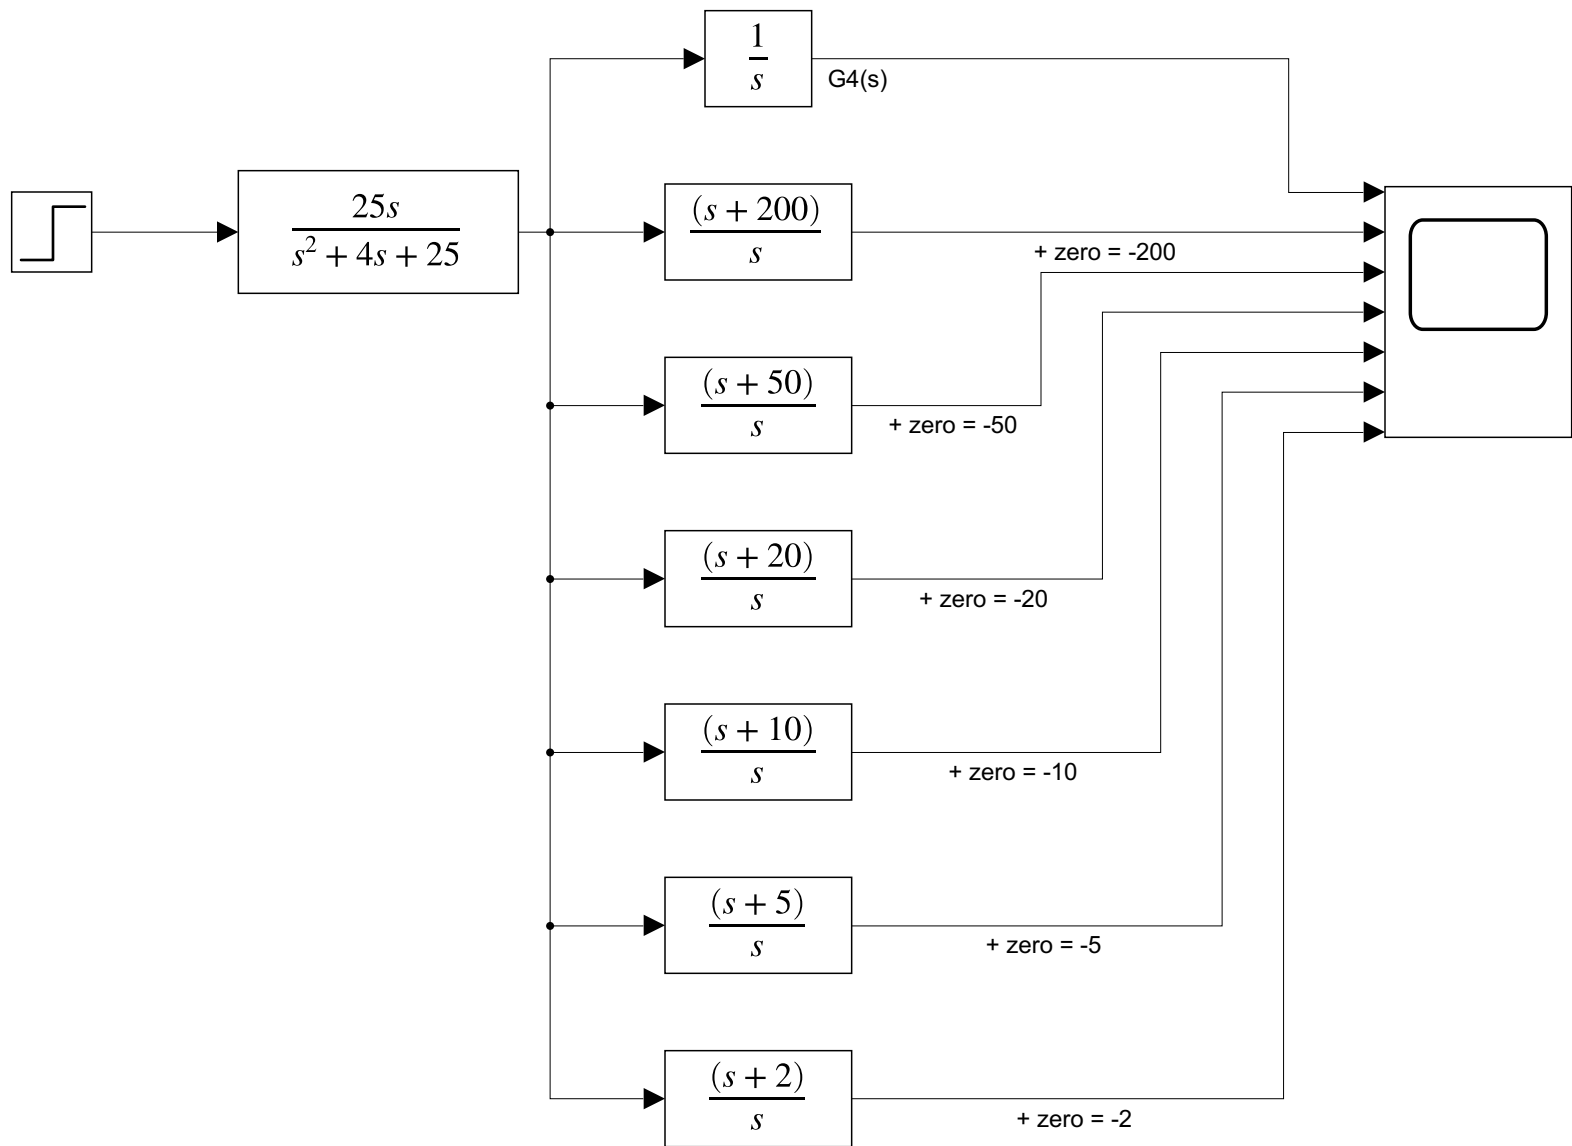 1
s
G4(s)
25s
s² + 4s + 25
(s + 200)
s
+ zero = -200
(s + 50)
s
+ zero = -50
(s + 20)
s
+ zero = -20
(s + 10)
s
+ zero = -10
(s + 5)
s
+ zero = -5
(s + 2)
s
+ zero = -2